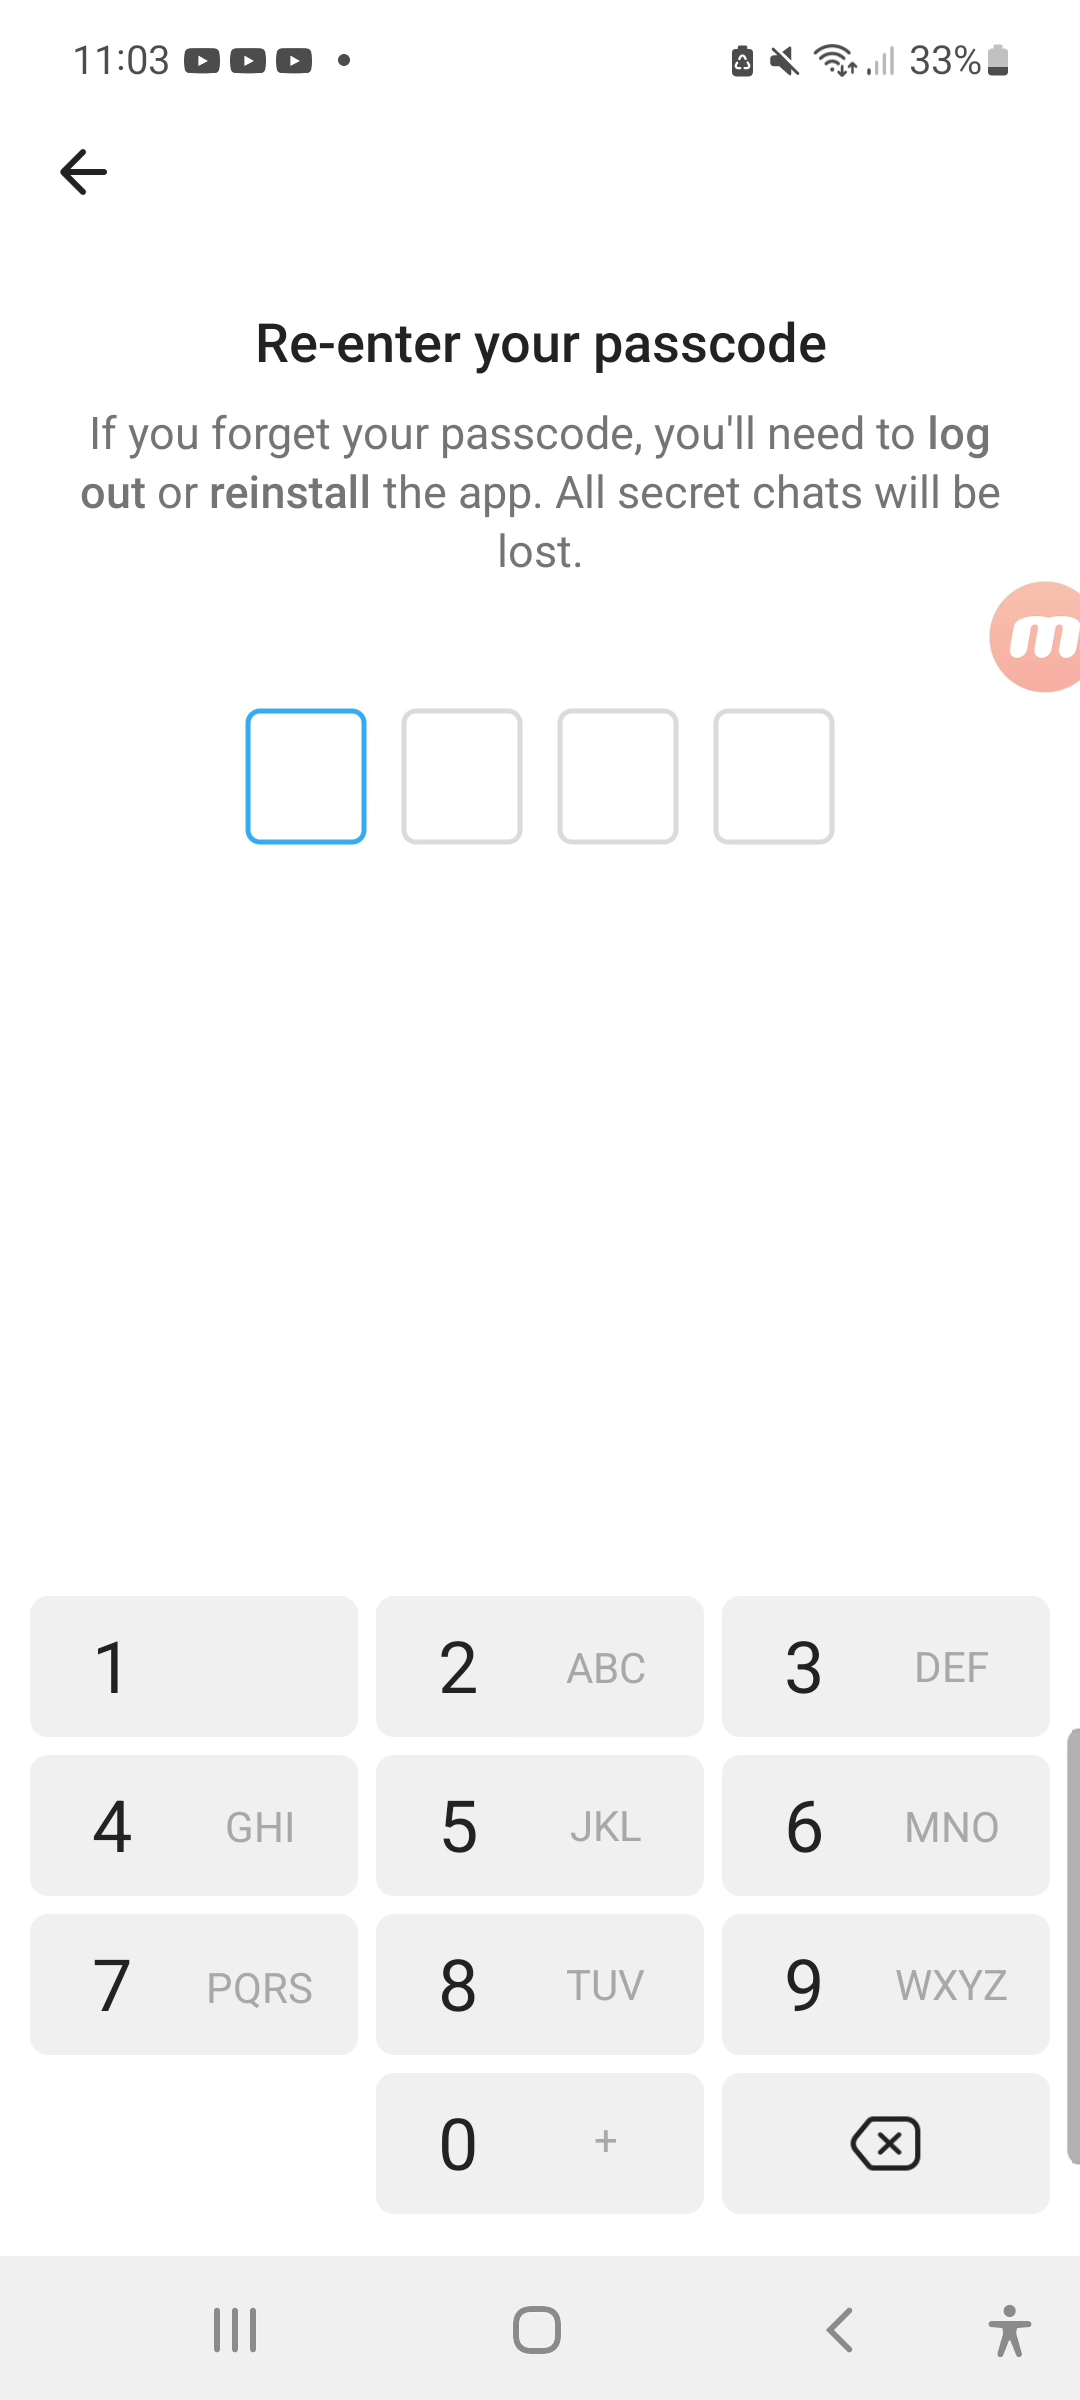 11:03
33%
Re-enter your passcode
If you forget your passcode, you'll need to log
out or reinstall the app. All secret chats will be
lost.
m
1
2 ABC
3 DEF
4 GHI
5 JKL
6 MNO
7 PQRS
8 TUV
9 WXYZ
0 +